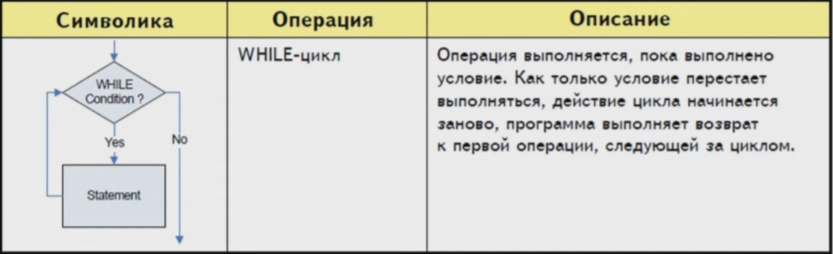 Символика
Операция
Описание
WHILE
Condition ?
Yes
No
Statement
WHILE-цикл
Операция выполняется, пока выполнено
условие. Как только условие перестает
выполняться, действие цикла начинается
заново, программа выполняет возврат
к первой операции, следующей за циклом.